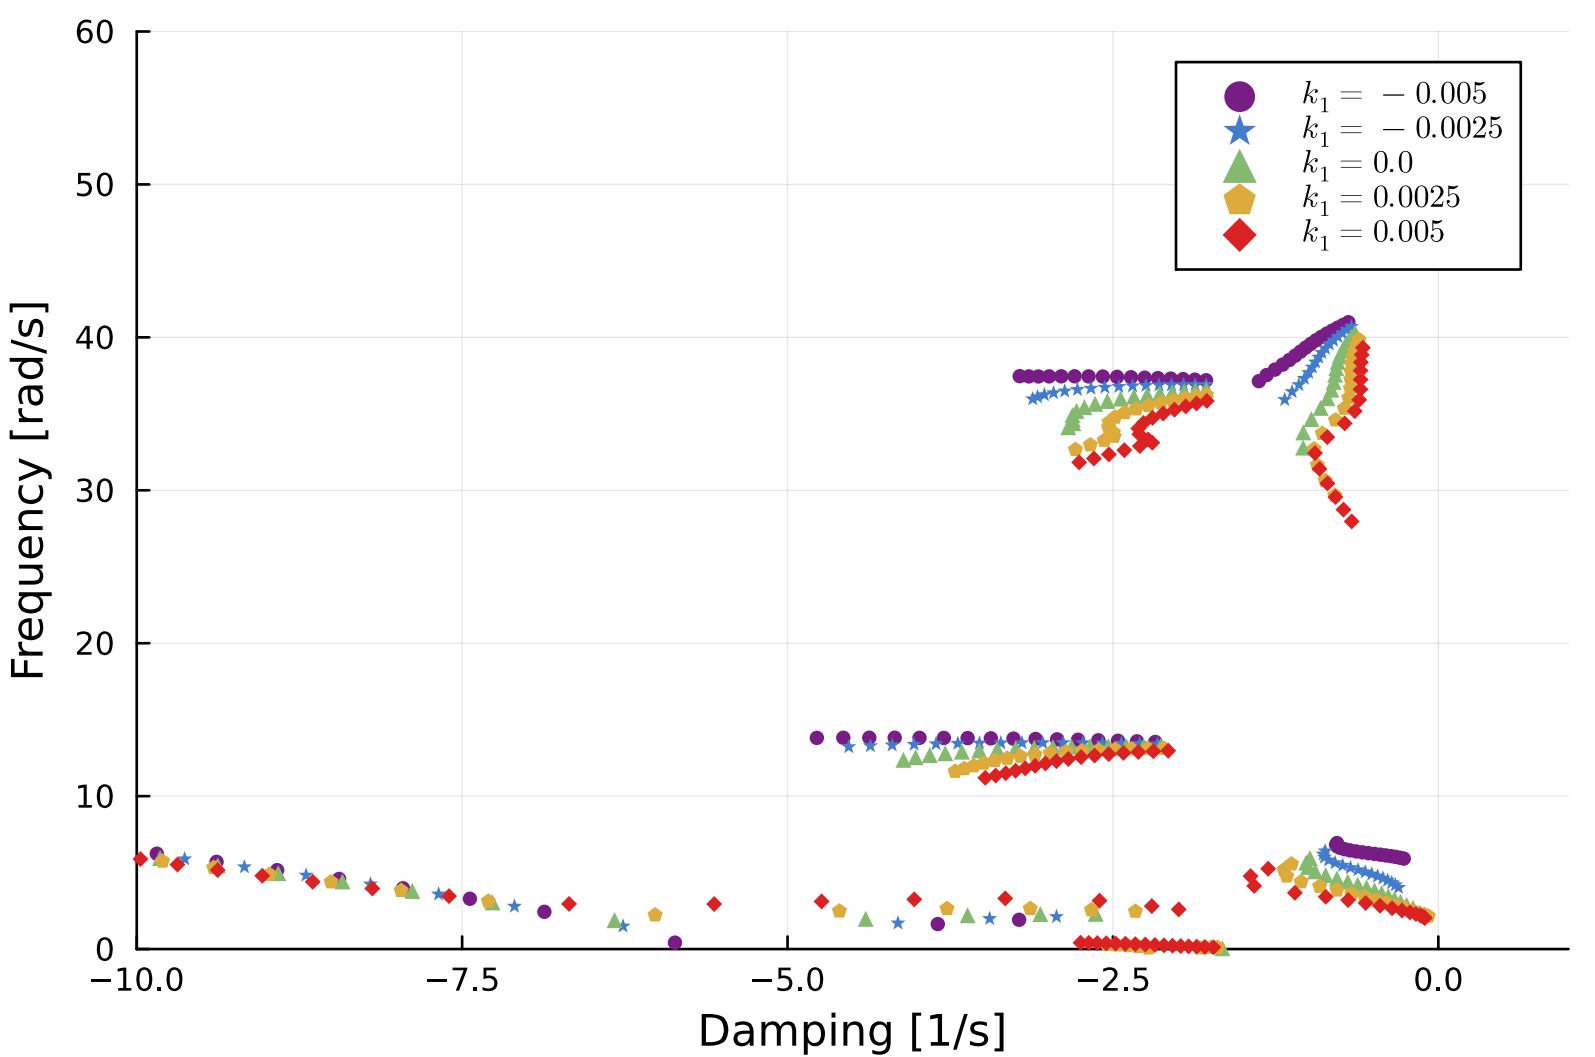 60
50
40
30
20
10
0
Frequency [rad/s]
k₁ = − 0.005
k₁ = − 0.0025
k₁ = 0.0
k₁ = 0.0025
k₁ = 0.005
−10.0 −7.5 −5.0 −2.5 0.0
Damping [1/s]